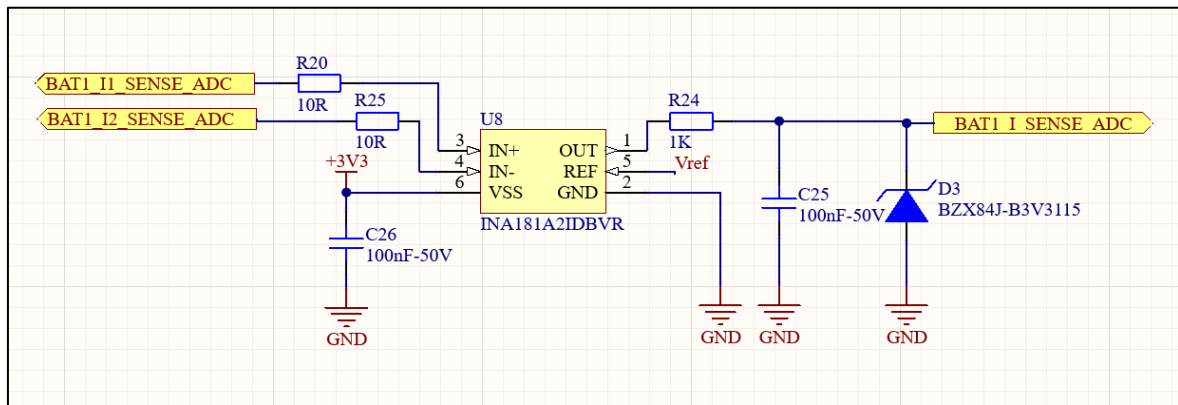 BAT1_I1_SENSE_ADC
R20
10R
BAT1_I2_SENSE_ADC
R25
10R
+3V3
U8
3
IN+
4
IN-
6
VSS
OUT
1
REF
5
GND
2
INA181A2IDBVR
C26
100nF-50V
GND
R24
1K
Vref
BAT1_I_SENSE_ADC
C25
100nF-50V
D3
BZX84J-B3V3115
GND
GND
GND